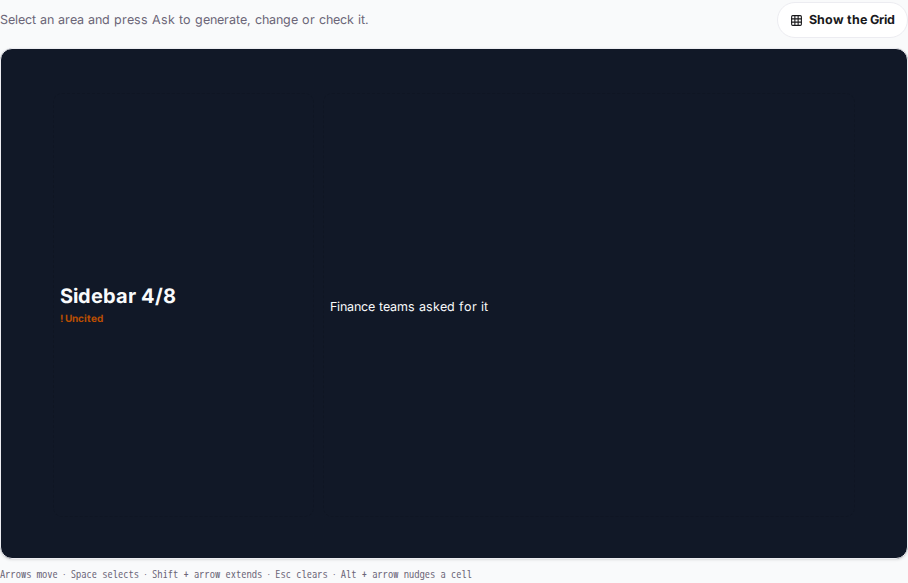 Select an area and press Ask to generate, change or check it.
Show the Grid
Sidebar 4/8
! Uncited
Finance teams asked for it
Arrows move · Space selects · Shift + arrow extends · Esc clears · Alt + arrow nudges a cell